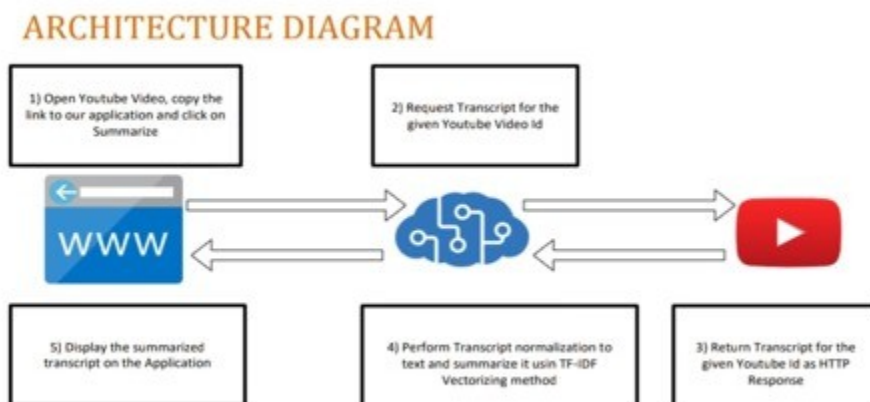 ARCHITECTURE DIAGRAM
1) Open Youtube Video, copy the
link to our application and click on
Summarize
2) Request Transcript for the
given Youtube Video Id
WWW
5) Display the summarized
transcript on the Application
4) Perform Transcript normalization to
text and summarize it usin TF-IDF
Vectorizing method
3) Return Transcript for the
given Youtube Id as HTTP
Response